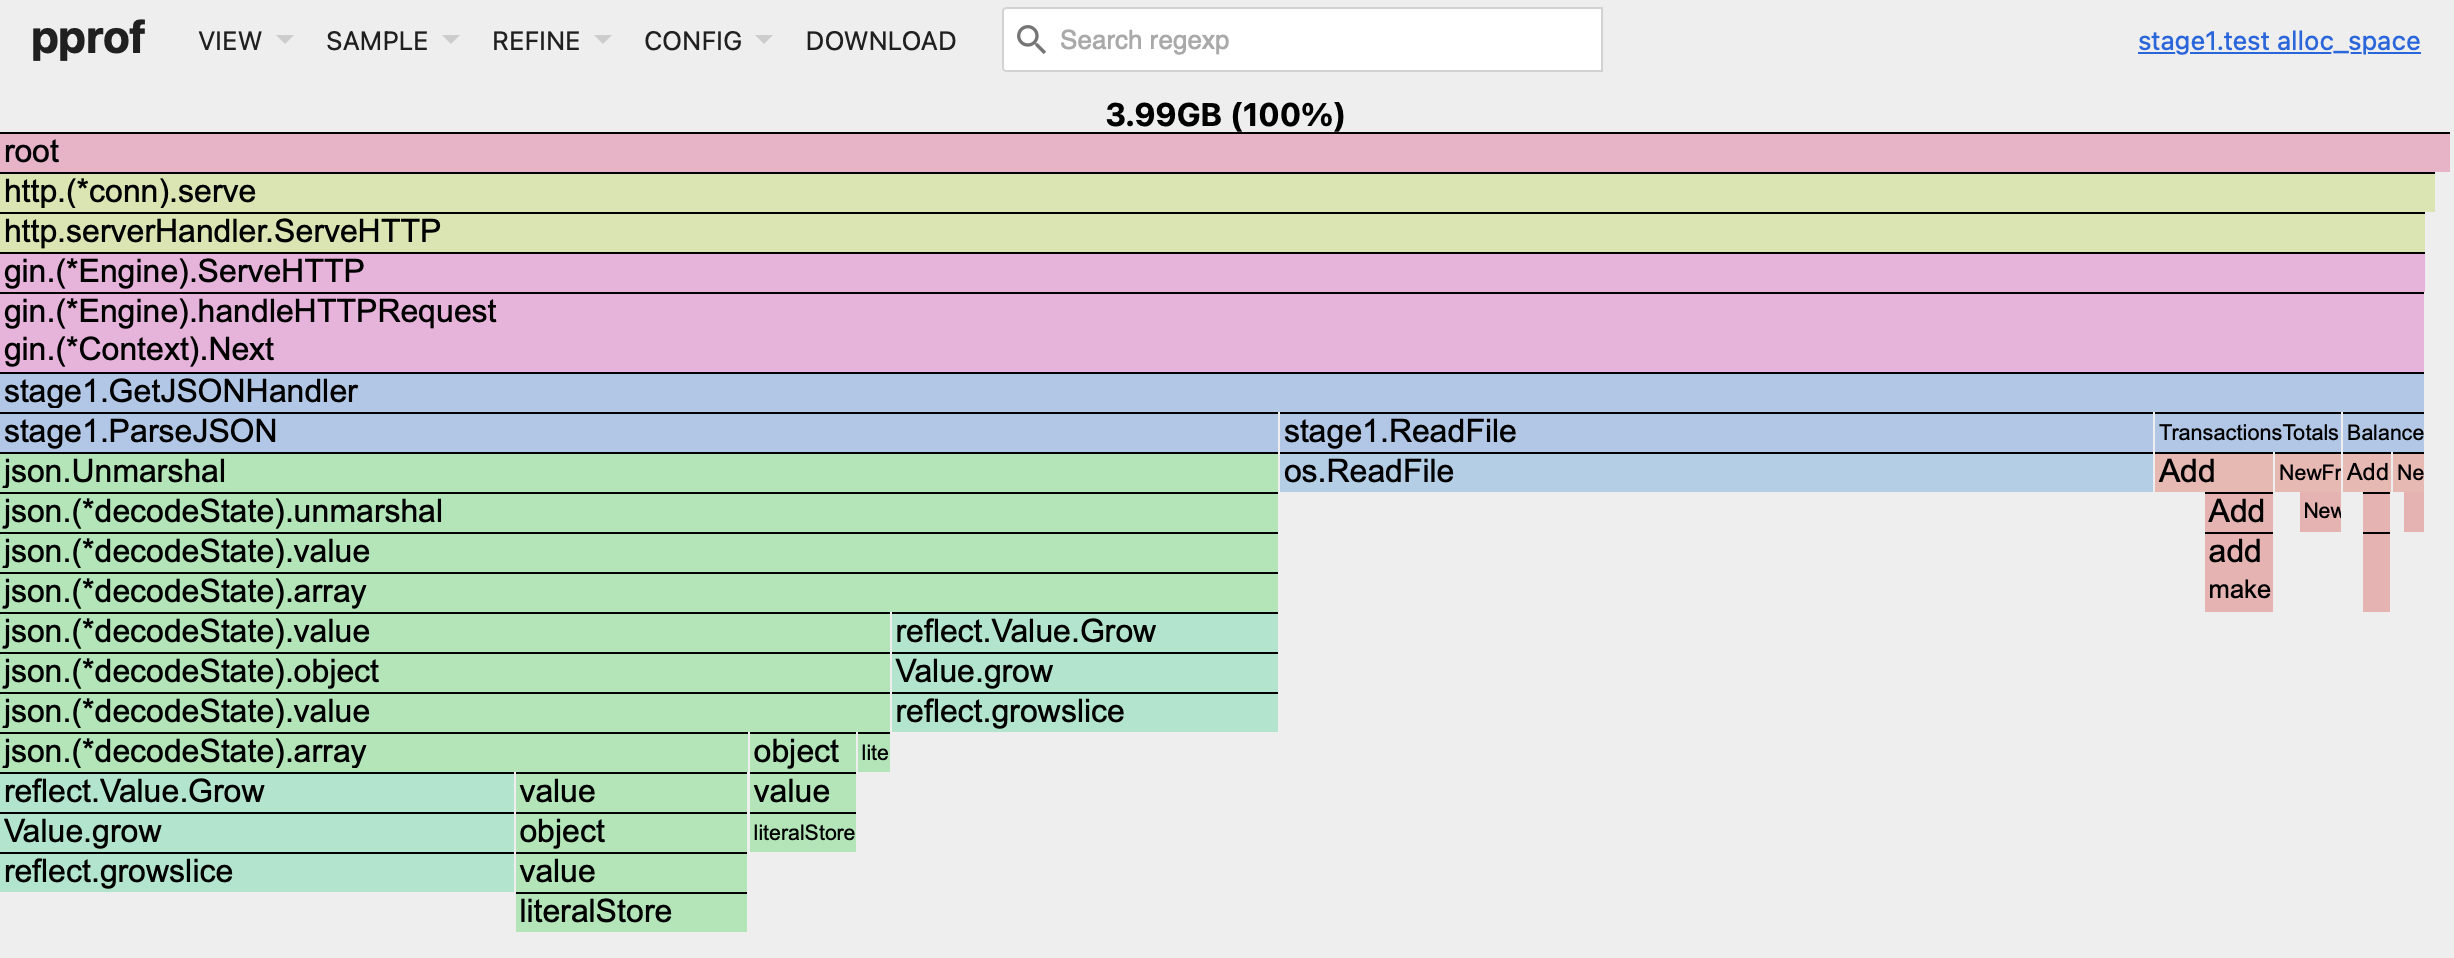 pprof VIEW SAMPLE REFINE CONFIG DOWNLOAD Search regexp stage1.test alloc_space
3.99GB (100%)
root
http.(*conn).serve
http.serverHandler.ServeHTTP
gin.(*Engine).ServeHTTP
gin.(*Engine).handleHTTPRequest
gin.(*Context).Next
stage1.GetJSONHandler
stage1.ParseJSON stage1.ReadFile TransactionsTotals Balance
json.Unmarshal os.ReadFile Add NewFr Add Ne
json.(*decodeState).unmarshal Add New
json.(*decodeState).value add
json.(*decodeState).array make
json.(*decodeState).value reflect.Value.Grow
json.(*decodeState).object Value.grow
json.(*decodeState).value reflect.growslice
json.(*decodeState).array object lite
reflect.Value.Grow value value
Value.grow object literalStore
reflect.growslice value
literalStore